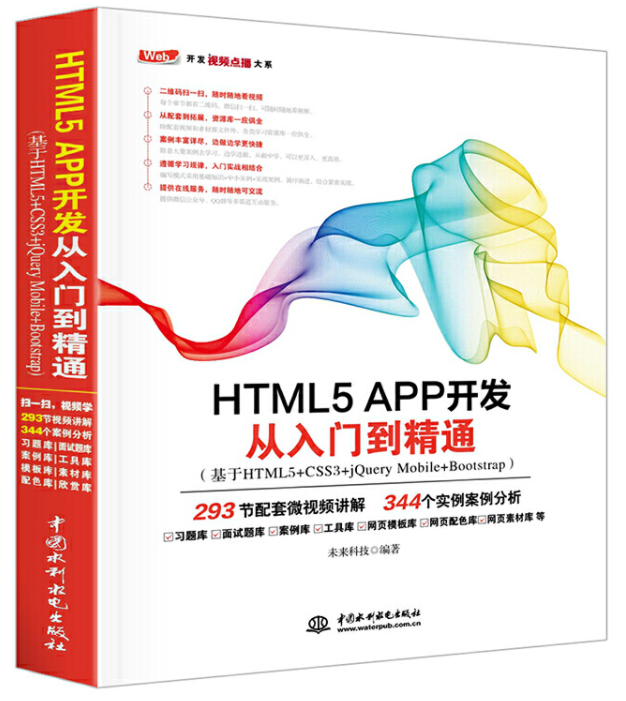 Web 开发视频点播大系
二维码扫一扫，随时随地看视频
从配套到拓展，资源库一应俱全
案例丰富详尽，边做边学更快捷
遵循学习规律，入门实战相结合
提供在线服务，随时随地可交流
HTML5 APP开发
从入门到精通
(基于HTML5+CSS3+jQuery Mobile+Bootstrap)
293节配套微视频讲解 344个实例案例分析
习题库 面试题库 案例库 工具库 网页模板库 网页配色库 网页素材库 等
未来科技 编著
中国水利水电出版社
www.waterpub.com.cn
HTML5 APP开发从入门到精通
(基于HTML5+CSS3+jQuery Mobile+Bootstrap)
扫一扫，视频学
293节视频讲解
344个案例分析
习题库|面试题库
案例库|工具库
模板库|素材库
配色库|欣赏库
中国水利水电出版社